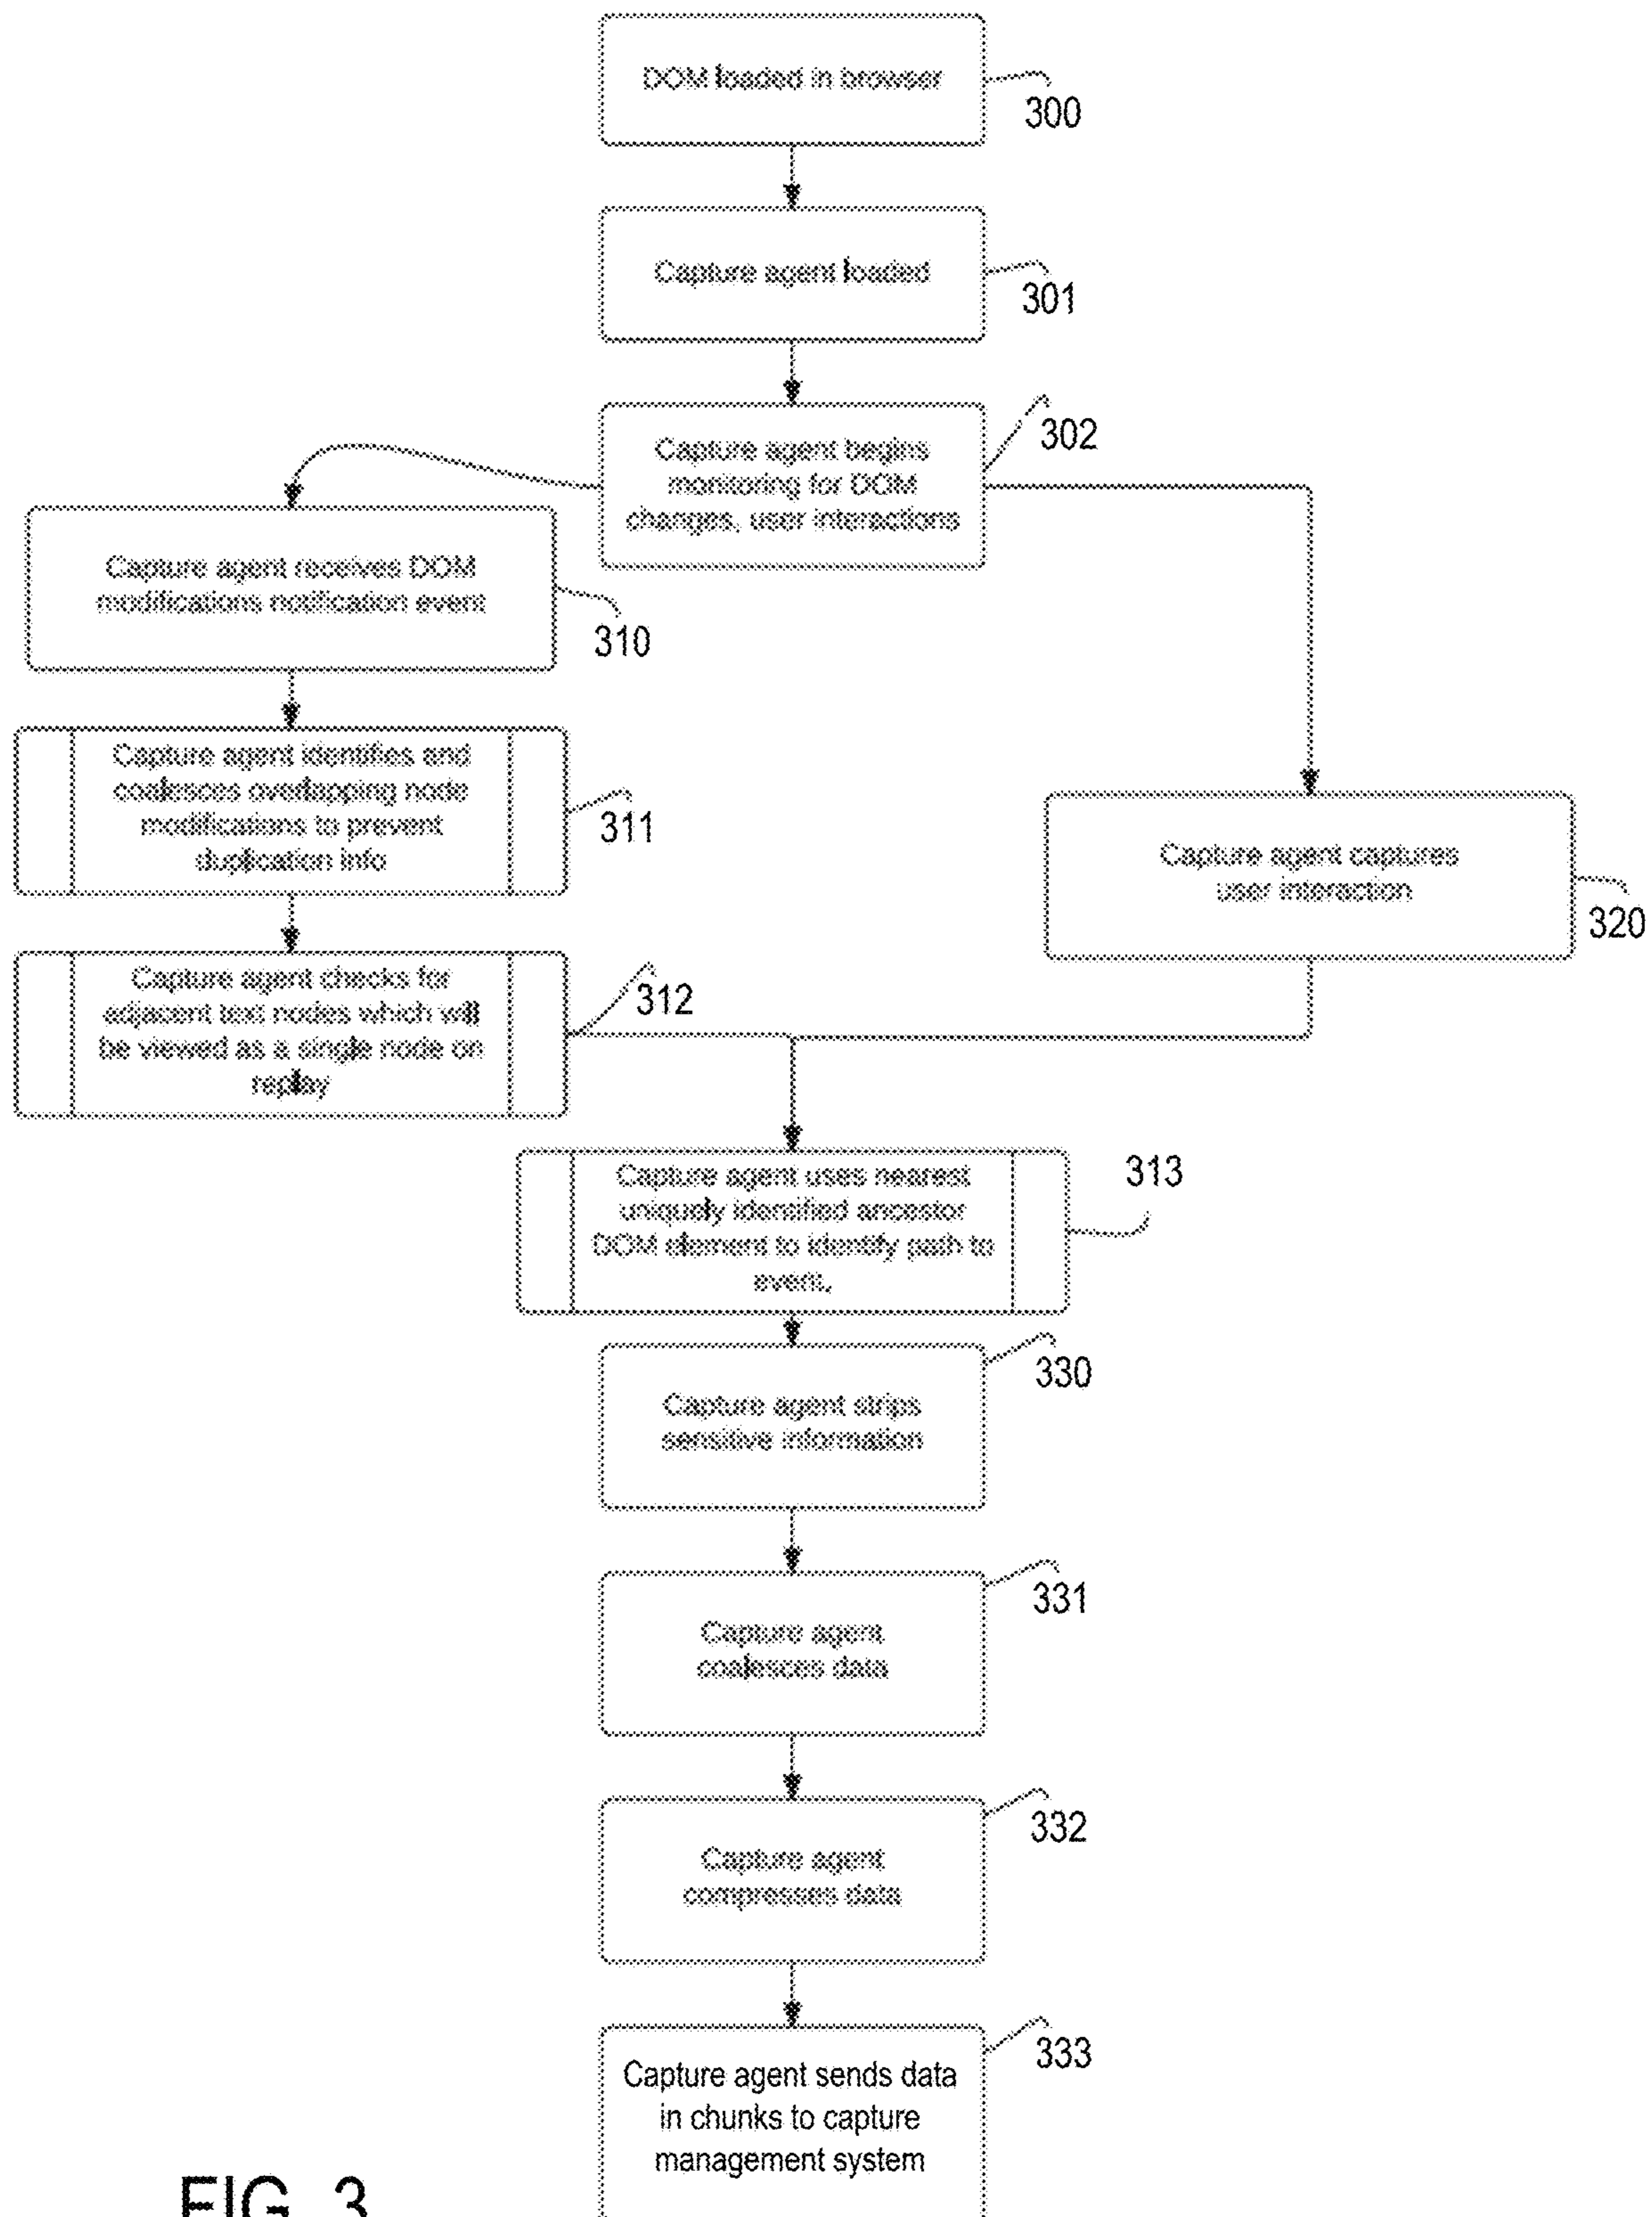 DOM loaded in browser
300
Capture agent loaded
301
Capture agent begins
monitoring for DOM
changes, user interactions
302
Capture agent receives DOM
modifications notification event
310
Capture agent identifies and
coalesces overlapping node
modifications to prevent
duplication info
311
Capture agent captures
user interaction
320
Capture agent checks for
adjacent text nodes which will
be viewed as a single node on
replay
312
Capture agent uses nearest
uniquely identified ancestor
DOM element to identify path to
event.
313
Capture agent strips
sensitive information
330
Capture agent
coalesces data
331
Capture agent
compresses data
332
Capture agent sends data
in chunks to capture
management system
333
FIG. 3